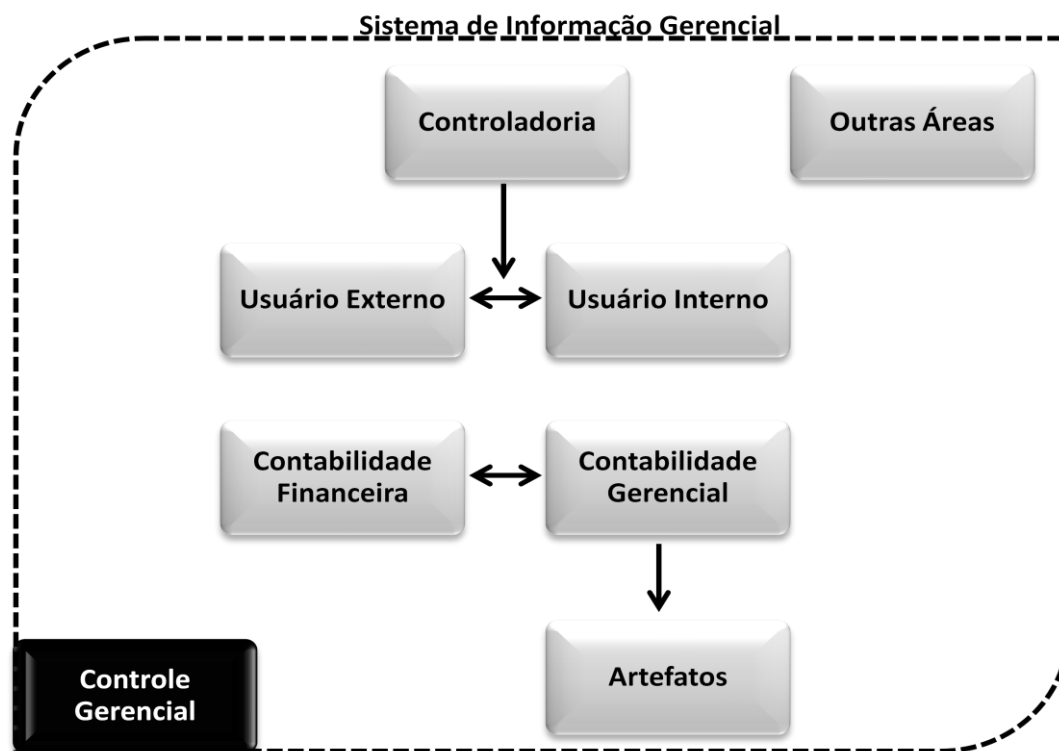 Sistema de Informação Gerencial
Controladoria
Outras Áreas
Usuário Externo
Usuário Interno
Contabilidade
Financeira
Contabilidade
Gerencial
Artefatos
Controle
Gerencial